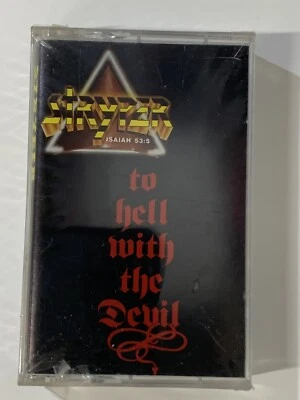 stryper
ISAIAH 53:5
to
hell
with
the
Devil